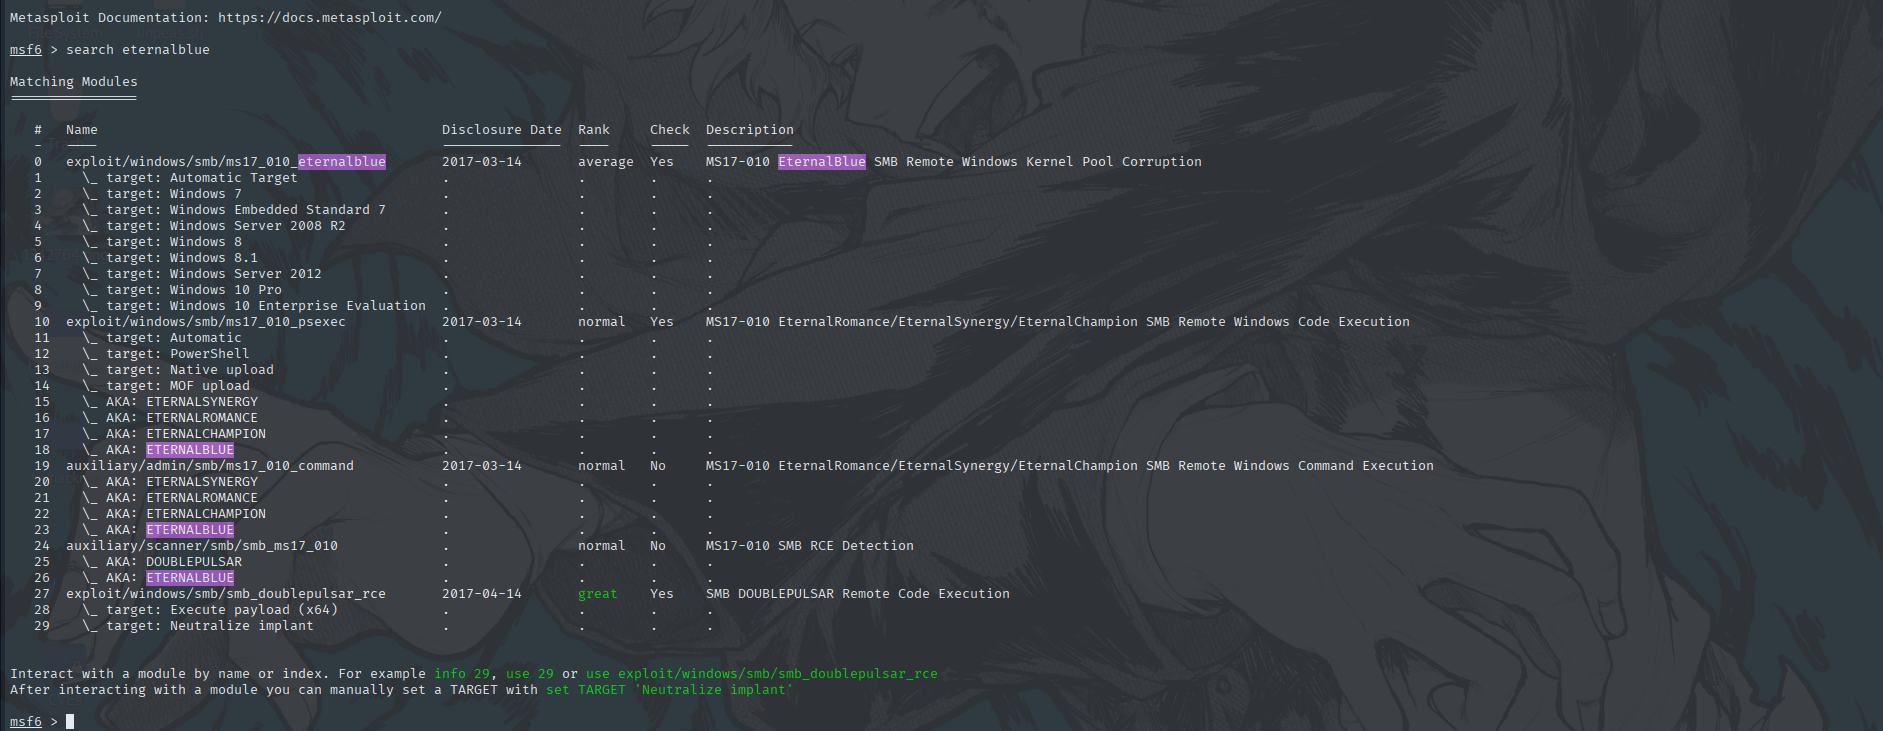 Metasploit Documentation: https://docs.metasploit.com/
msf6 > search eternalblue
Matching Modules
================
#   Name                                           Disclosure Date  Rank     Check  Description
-   ----                                           ---------------  ----     -----  -----------
0   exploit/windows/smb/ms17_010_eternalblue       2017-03-14       average  Yes    MS17-010 EternalBlue SMB Remote Windows Kernel Pool Corruption
1     \_ target: Automatic Target                  .                .        .      .
2     \_ target: Windows 7                         .                .        .      .
3     \_ target: Windows Embedded Standard 7       .                .        .      .
4     \_ target: Windows Server 2008 R2            .                .        .      .
5     \_ target: Windows 8                         .                .        .      .
6     \_ target: Windows 8.1                       .                .        .      .
7     \_ target: Windows Server 2012               .                .        .      .
8     \_ target: Windows 10 Pro                    .                .        .      .
9     \_ target: Windows 10 Enterprise Evaluation  .                .        .      .
10  exploit/windows/smb/ms17_010_psexec            2017-03-14       normal   Yes    MS17-010 EternalRomance/EternalSynergy/EternalChampion SMB Remote Windows Code Execution
11    \_ target: Automatic                         .                .        .      .
12    \_ target: PowerShell                        .                .        .      .
13    \_ target: Native upload                     .                .        .      .
14    \_ target: MOF upload                        .                .        .      .
15    \_ AKA: ETERNALSYNERGY                       .                .        .      .
16    \_ AKA: ETERNALROMANCE                       .                .        .      .
17    \_ AKA: ETERNALCHAMPION                      .                .        .      .
18    \_ AKA: ETERNALBLUE                          .                .        .      .
19  auxiliary/admin/smb/ms17_010_command           2017-03-14       normal   No     MS17-010 EternalRomance/EternalSynergy/EternalChampion SMB Remote Windows Command Execution
20    \_ AKA: ETERNALSYNERGY                       .                .        .      .
21    \_ AKA: ETERNALROMANCE                       .                .        .      .
22    \_ AKA: ETERNALCHAMPION                      .                .        .      .
23    \_ AKA: ETERNALBLUE                          .                .        .      .
24  auxiliary/scanner/smb/smb_ms17_010             .                normal   No     MS17-010 SMB RCE Detection
25    \_ AKA: DOUBLEPULSAR                         .                .        .      .
26    \_ AKA: ETERNALBLUE                          .                .        .      .
27  exploit/windows/smb/smb_doublepulsar_rce       2017-04-14       great    Yes    SMB DOUBLEPULSAR Remote Code Execution
28    \_ target: Execute payload (x64)             .                .        .      .
29    \_ target: Neutralize implant                .                .        .      .
Interact with a module by name or index. For example info 29, use 29 or use exploit/windows/smb/smb_doublepulsar_rce
After interacting with a module you can manually set a TARGET with set TARGET 'Neutralize implant'
msf6 >